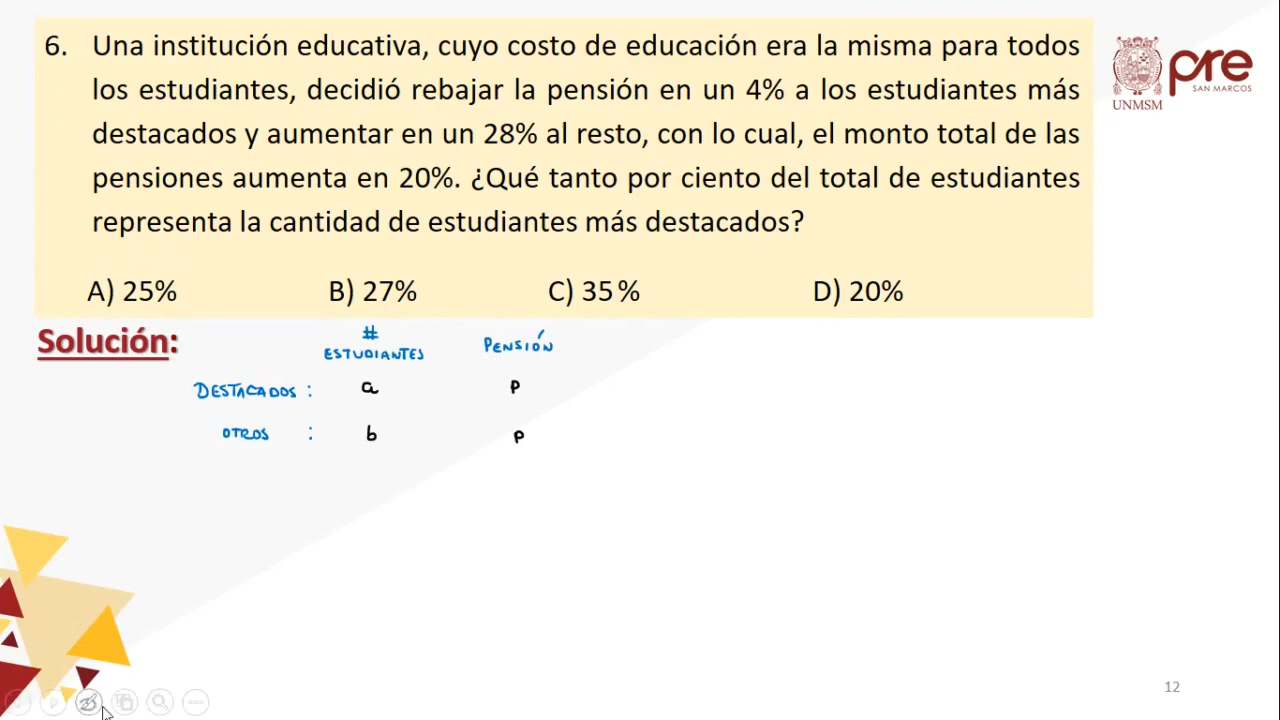 6. Una institución educativa, cuyo costo de educación era la misma para todos
los estudiantes, decidió rebajar la pensión en un 4% a los estudiantes más
destacados y aumentar en un 28% al resto, con lo cual, el monto total de las
pensiones aumenta en 20%. ¿Qué tanto por ciento del total de estudiantes
representa la cantidad de estudiantes más destacados?
A) 25% B) 27% C) 35% D) 20%
pre
SAN MARCOS
UNMSM
Solución:
# 
ESTUDIANTES PENSIÓN
DESTACADOS : a P
OTROS : b P
12